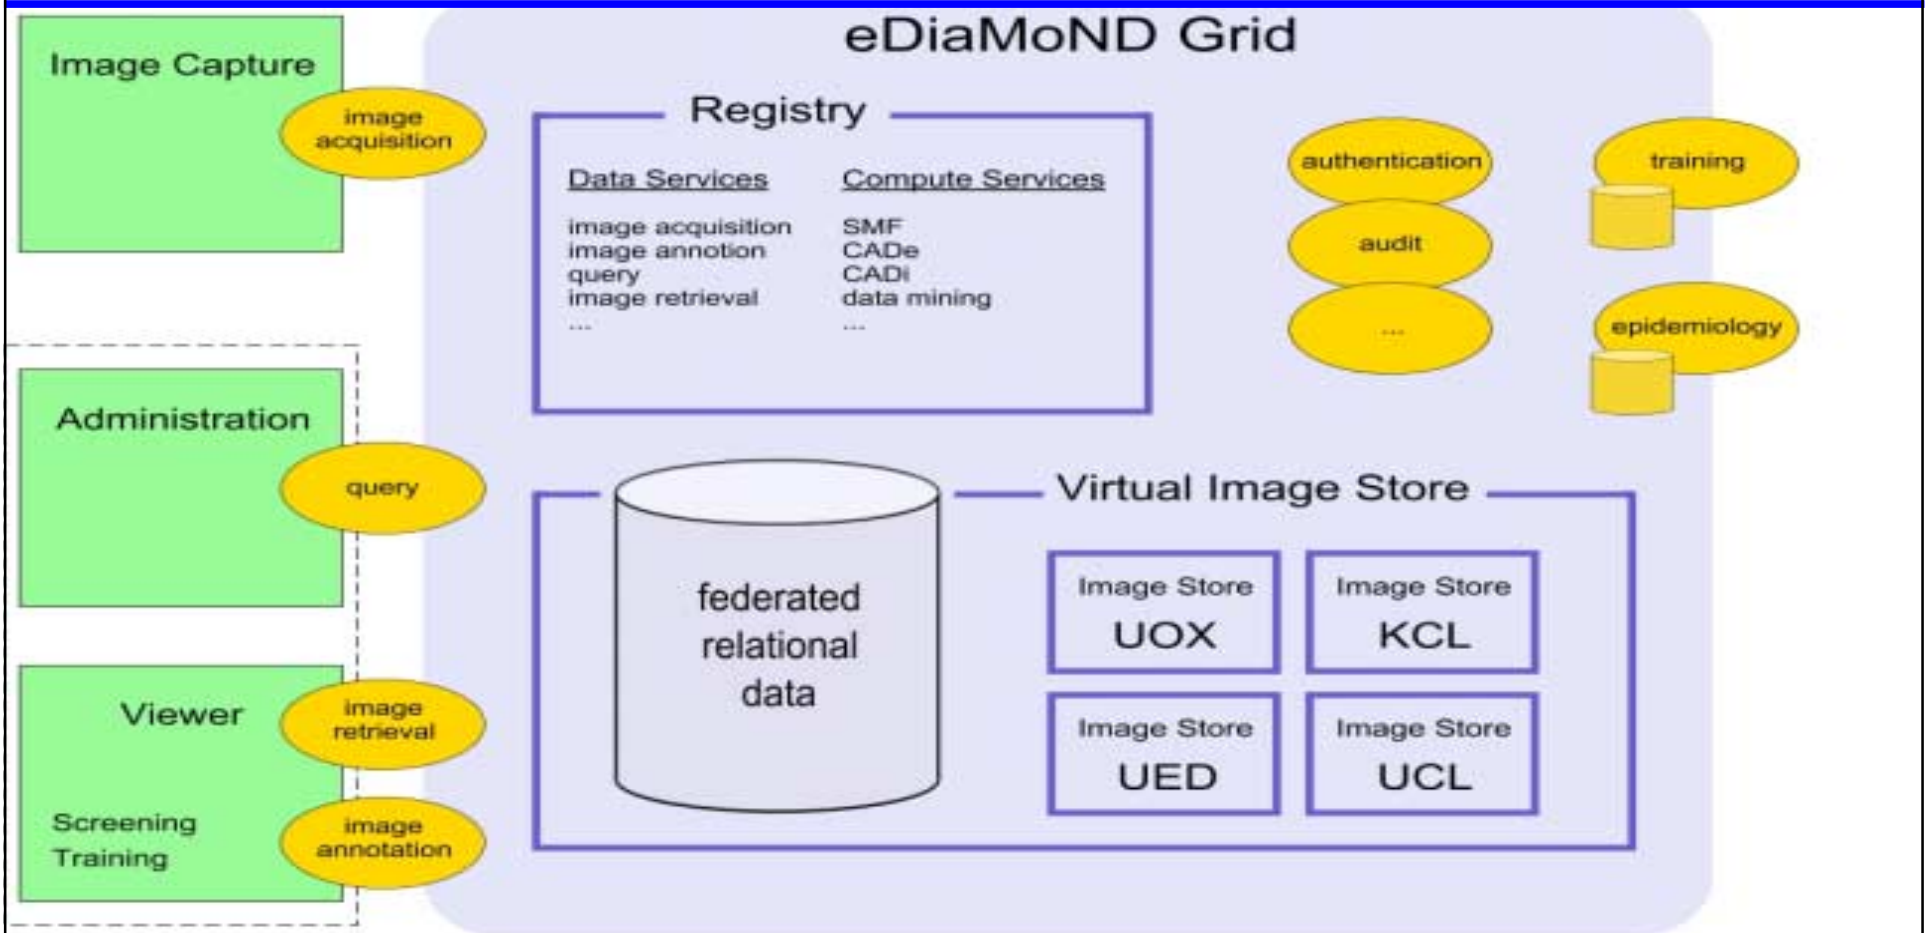 eDiaMoND Grid
Image Capture
image
acquisition
Registry
Data Services
image acquisition
image annotion
query
image retrieval
...
Compute Services
SMF
CADe
CADi
data mining
...
authentication
audit
...
training
epidemiology
Administration
query
Viewer
Screening
Training
image
retrieval
image
annotation
Virtual Image Store
federated
relational
data
Image Store
UOX
Image Store
KCL
Image Store
UED
Image Store
UCL